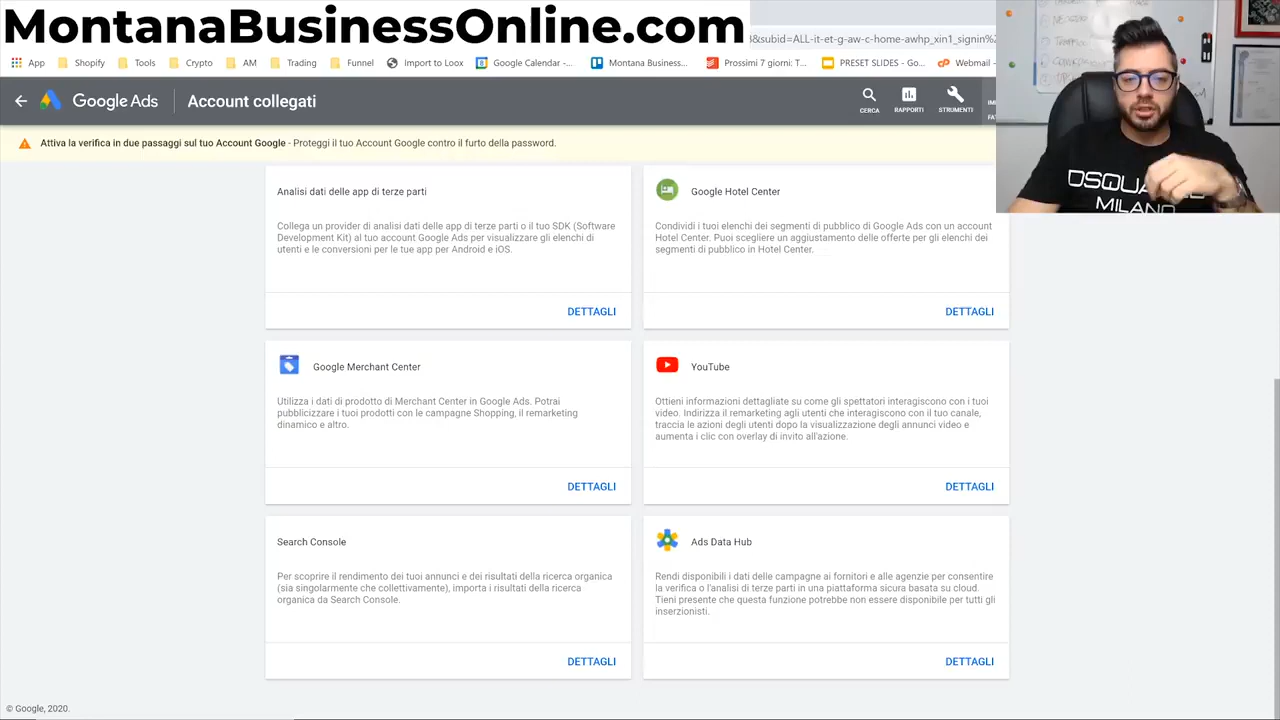 MontanaBusinessOnline.com
&subid=ALL-it-et-g-aw-c-home-awhp_xin1_signin%
App Shopify Tools Crypto AM Trading Funnel Import to Loox Google Calendar -... Montana Business... Prossimi 7 giorni: T... PRESET SLIDES - Go... Webmail
Google Ads Account collegati
CERCA RAPPORTI STRUMENTI
Attiva la verifica in due passaggi sul tuo Account Google - Proteggi il tuo Account Google contro il furto della password.
DSQUA
MILANO
Analisi dati delle app di terze parti
Collega un provider di analisi dati delle app di terze parti o il tuo SDK (Software
Development Kit) al tuo account Google Ads per visualizzare gli elenchi di
utenti e le conversioni per le tue app per Android e iOS.
DETTAGLI
Google Hotel Center
Condividi i tuoi elenchi dei segmenti di pubblico di Google Ads con un account
Hotel Center. Puoi scegliere un aggiustamento delle offerte per gli elenchi dei
segmenti di pubblico in Hotel Center.
DETTAGLI
Google Merchant Center
Utilizza i dati di prodotto di Merchant Center in Google Ads. Potrai
pubblicizzare i tuoi prodotti con le campagne Shopping, il remarketing
dinamico e altro.
DETTAGLI
YouTube
Ottieni informazioni dettagliate su come gli spettatori interagiscono con i tuoi
video. Indirizza il remarketing agli utenti che interagiscono con il tuo canale,
traccia le azioni degli utenti dopo la visualizzazione degli annunci video e
aumenta i clic con overlay di invito all'azione.
DETTAGLI
Search Console
Per scoprire il rendimento dei tuoi annunci e dei risultati della ricerca organica
(sia singolarmente che collettivamente), importa i risultati della ricerca
organica da Search Console.
DETTAGLI
Ads Data Hub
Rendi disponibili i dati delle campagne ai fornitori e alle agenzie per consentire
la verifica o l'analisi di terze parti in una piattaforma sicura basata su cloud.
Tieni presente che questa funzione potrebbe non essere disponibile per tutti gli
inserzionisti.
DETTAGLI
© Google, 2020.